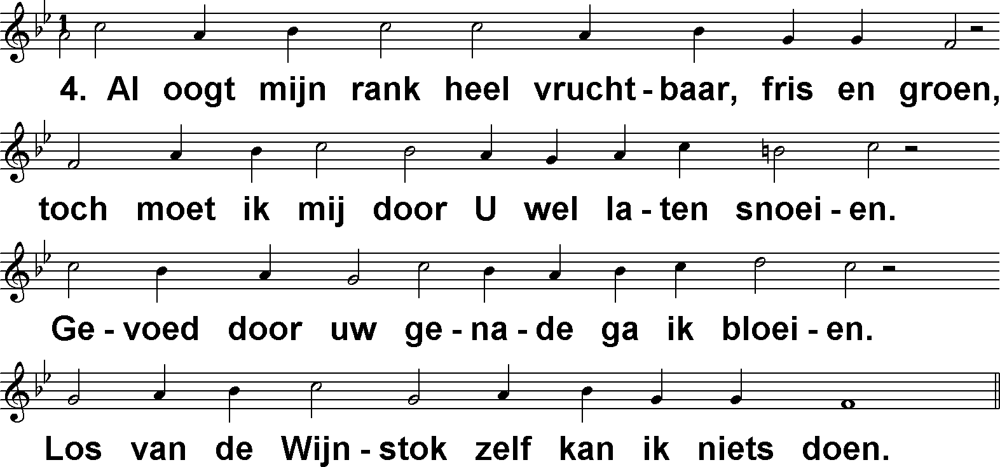 1
4. Al oogt mijn rank heel vrucht-baar, fris en groen,
toch moet ik mij door U wel la-ten snoei-en.
Ge-voed door uw ge-na-de ga ik bloei-en.
Los van de Wijn-stok zelf kan ik niets doen.